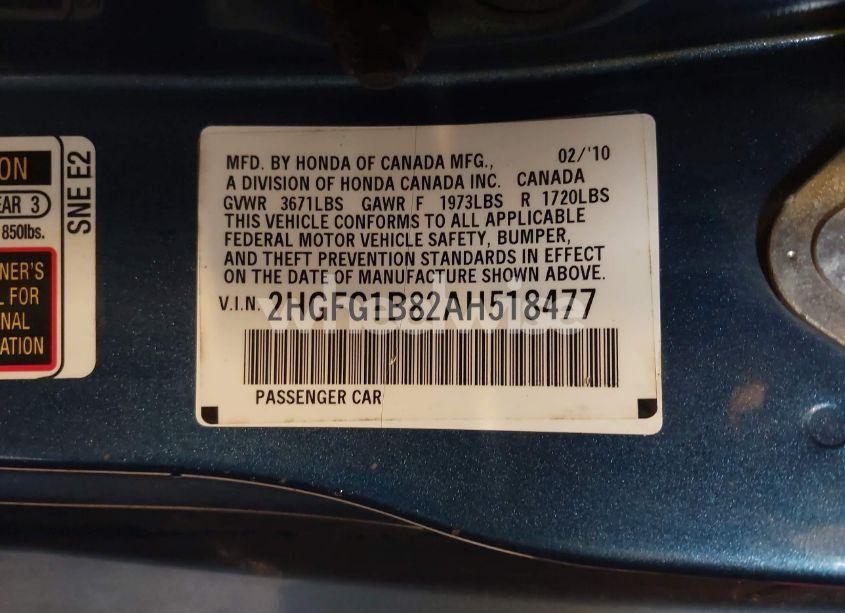 ON
EAR 3
850lbs.
NER'S
L FOR
NAL
ATION
SNE E2
MFD. BY HONDA OF CANADA MFG., 02/'10
A DIVISION OF HONDA CANADA INC. CANADA
GVWR 3671LBS GAWR F 1973LBS R 1720LBS
THIS VEHICLE CONFORMS TO ALL APPLICABLE
FEDERAL MOTOR VEHICLE SAFETY, BUMPER,
AND THEFT PREVENTION STANDARDS IN EFFECT
ON THE DATE OF MANUFACTURE SHOWN ABOVE.
V.I.N. 2HGFG1B82AH518477
PASSENGER CAR